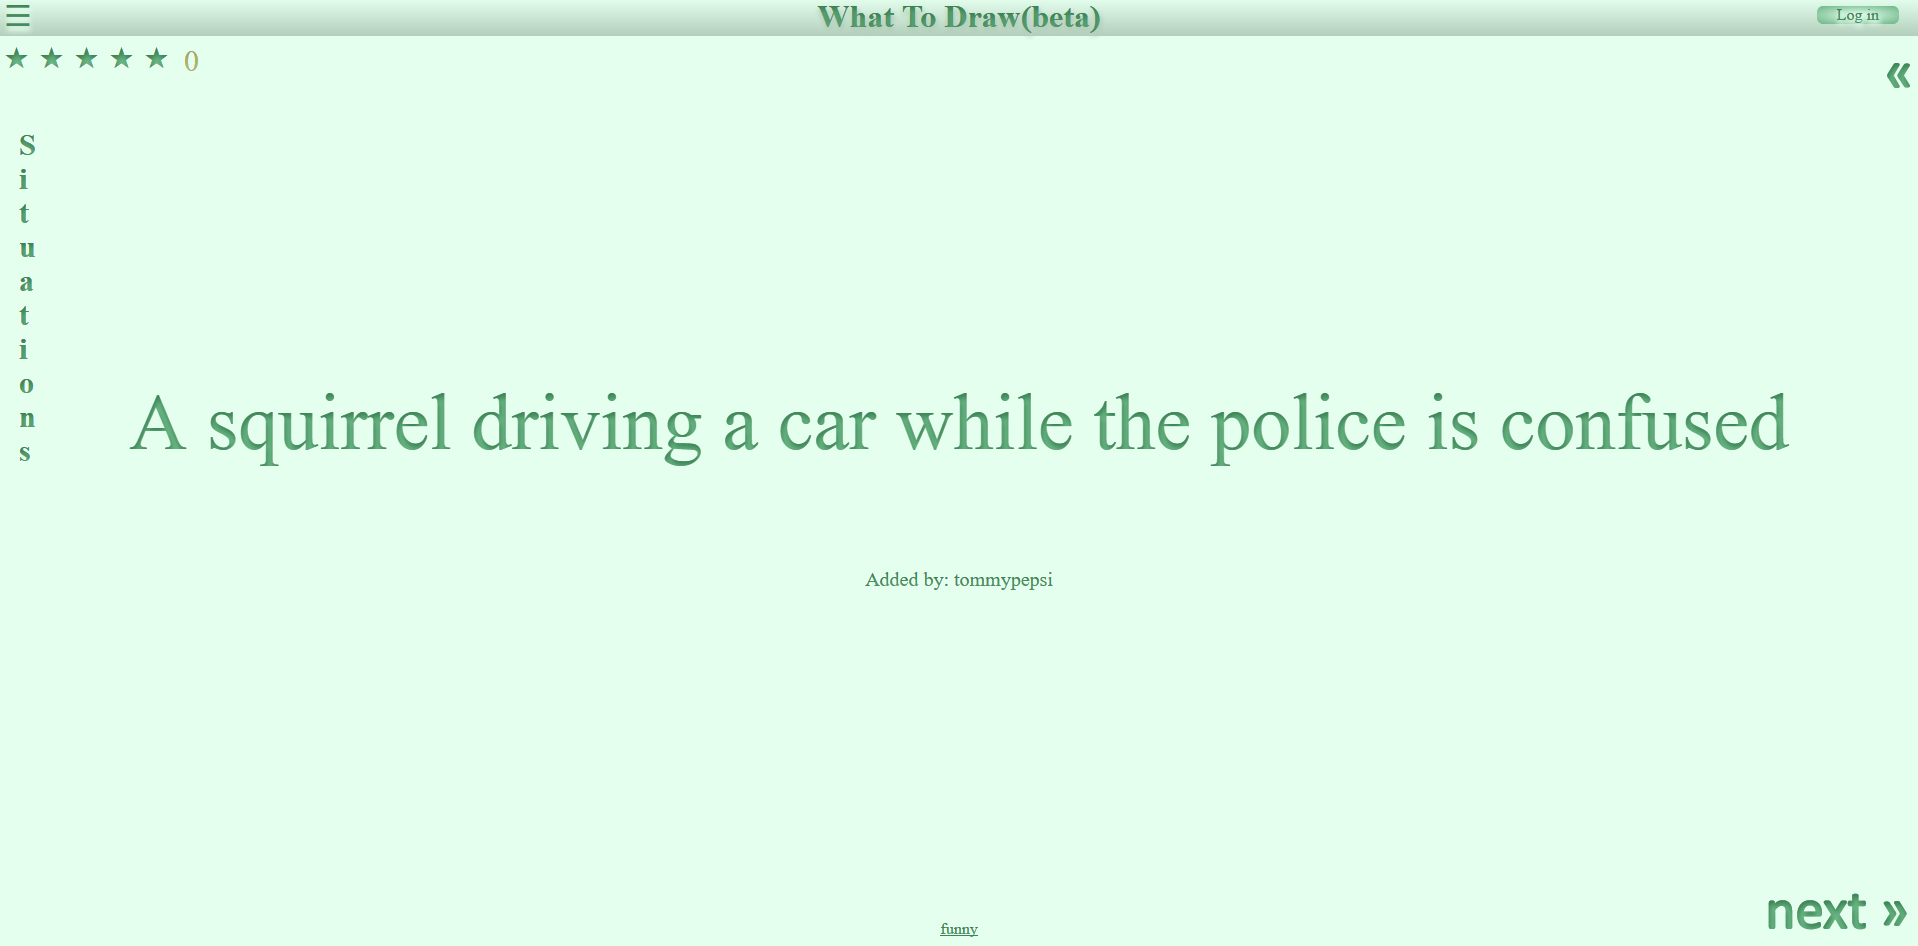 ☰ What To Draw(beta) Log in
★ ★ ★ ★ ★ 0
«
S
i
t
u
a
t
i
o
n
s
A squirrel driving a car while the police is confused
Added by: tommypepsi
next »
funny